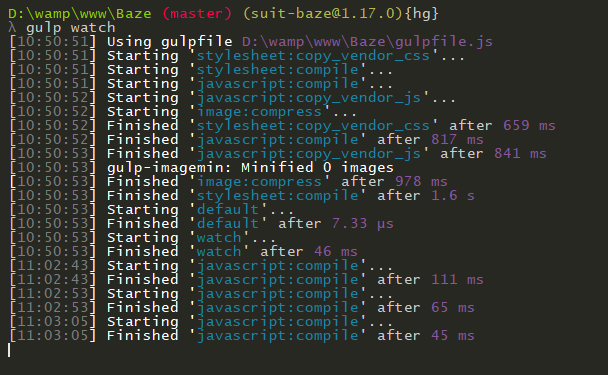 D:\wamp\www\Baze (master) (suit-baze@1.17.0){hg}
λ gulp watch
[10:50:51] Using gulpfile D:\wamp\www\Baze\gulpfile.js
[10:50:51] Starting 'stylesheet:copy_vendor_css'...
[10:50:51] Starting 'stylesheet:compile'...
[10:50:51] Starting 'javascript:compile'...
[10:50:52] Starting 'javascript:copy_vendor_js'...
[10:50:52] Starting 'image:compress'...
[10:50:52] Finished 'stylesheet:copy_vendor_css' after 659 ms
[10:50:52] Finished 'javascript:compile' after 817 ms
[10:50:53] Finished 'javascript:copy_vendor_js' after 841 ms
[10:50:53] gulp-imagemin: Minified 0 images
[10:50:53] Finished 'image:compress' after 978 ms
[10:50:53] Finished 'stylesheet:compile' after 1.6 s
[10:50:53] Starting 'default'...
[10:50:53] Finished 'default' after 7.33 μs
[10:50:53] Starting 'watch'...
[10:50:53] Finished 'watch' after 46 ms
[11:02:43] Starting 'javascript:compile'...
[11:02:43] Finished 'javascript:compile' after 111 ms
[11:02:53] Starting 'javascript:compile'...
[11:02:53] Finished 'javascript:compile' after 65 ms
[11:03:05] Starting 'javascript:compile'...
[11:03:05] Finished 'javascript:compile' after 45 ms